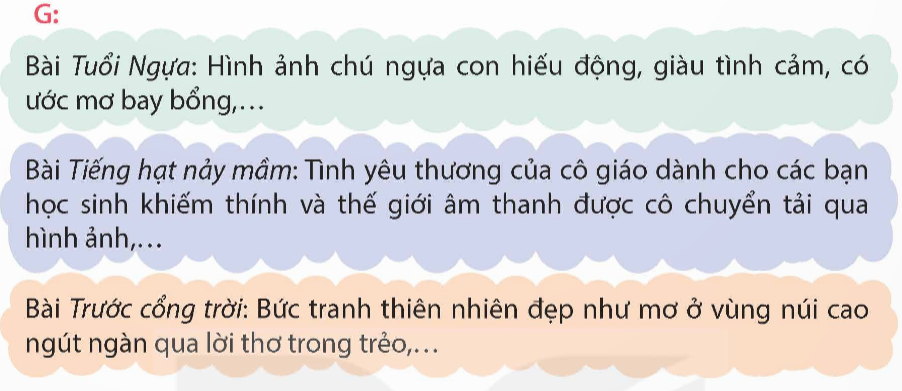 G:
Bài Tuổi Ngựa: Hình ảnh chú ngựa con hiếu động, giàu tình cảm, có
ước mơ bay bổng,...
Bài Tiếng hạt nảy mầm: Tình yêu thương của cô giáo dành cho các bạn
học sinh khiếm thính và thế giới âm thanh được cô chuyển tải qua
hình ảnh,...
Bài Trước cổng trời: Bức tranh thiên nhiên đẹp như mơ ở vùng núi cao
ngút ngàn qua lời thơ trong trẻo,...